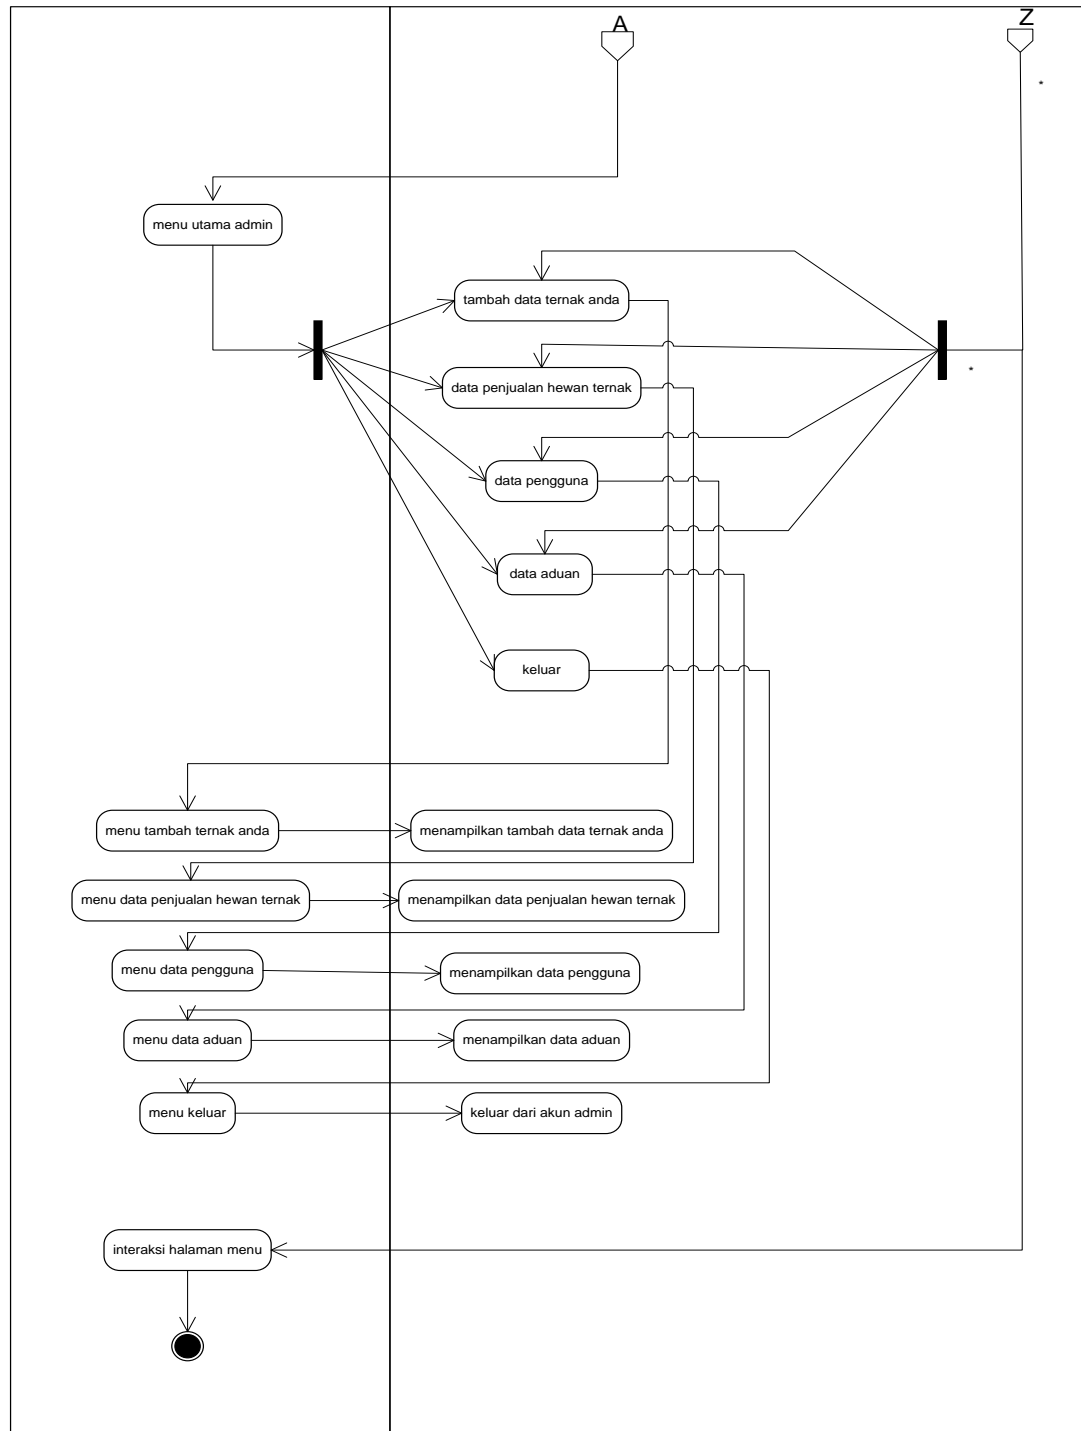 A
Z
*
menu utama admin
tambah data ternak anda
*
data penjualan hewan ternak
data pengguna
data aduan
keluar
menu tambah ternak anda
menampilkan tambah data ternak anda
menu data penjualan hewan ternak
menampilkan data penjualan hewan ternak
menu data pengguna
menampilkan data pengguna
menu data aduan
menampilkan data aduan
menu keluar
keluar dari akun admin
interaksi halaman menu